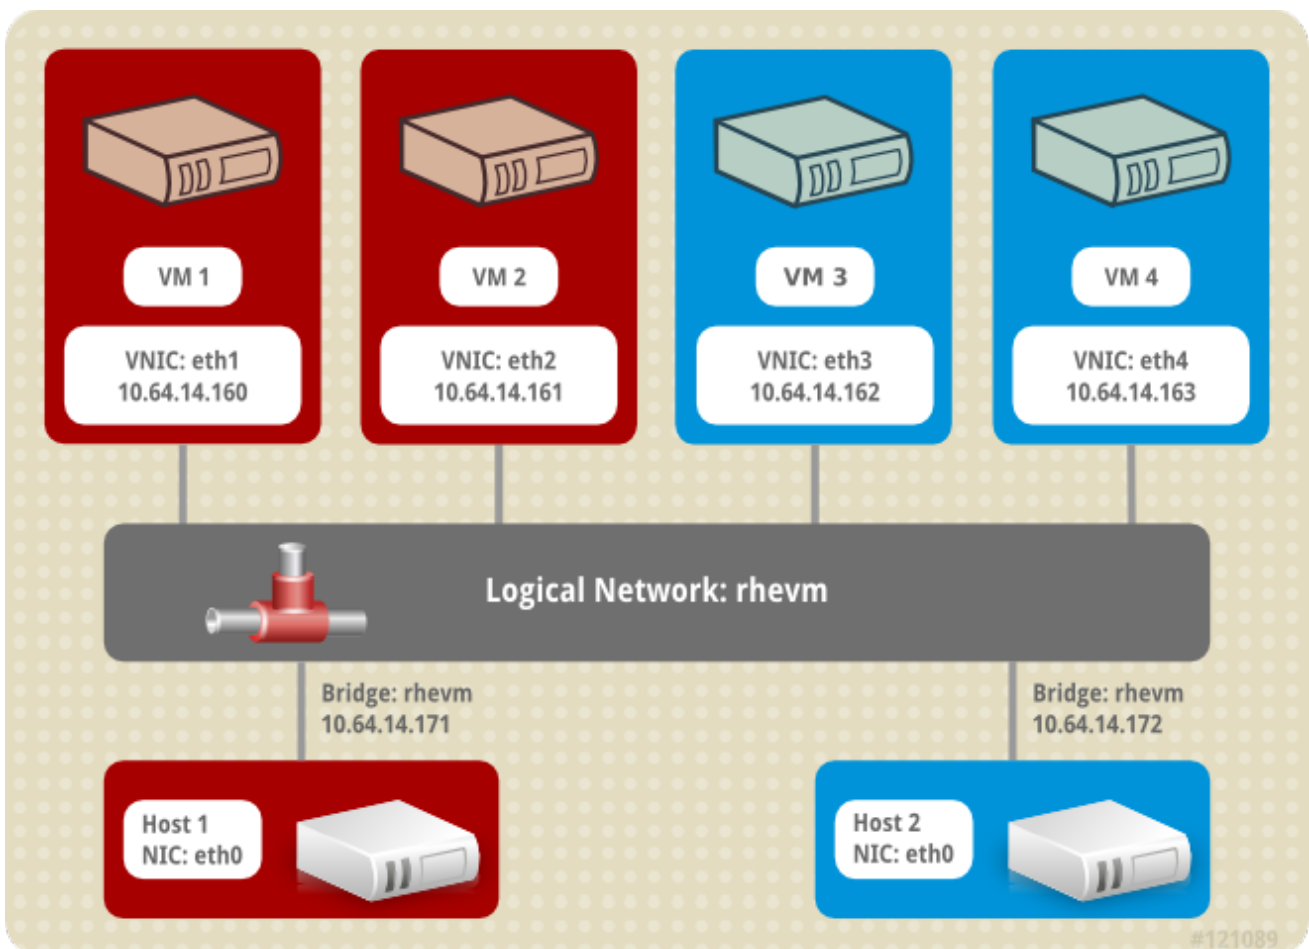 VM 1
VNIC: eth1
10.64.14.160
VM 2
VNIC: eth2
10.64.14.161
VM 3
VNIC: eth3
10.64.14.162
VM 4
VNIC: eth4
10.64.14.163
Logical Network: rhevm
Bridge: rhevm
10.64.14.171
Bridge: rhevm
10.64.14.172
Host 1
NIC: eth0
Host 2
NIC: eth0
#121089